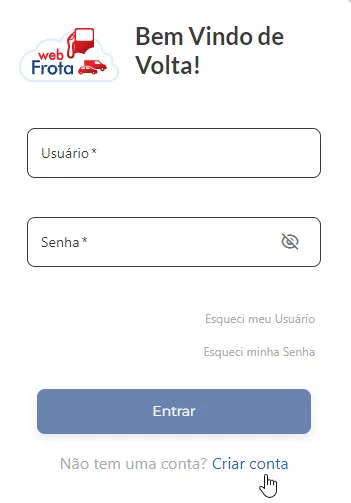 web
Frota
Bem Vindo de
Volta!
Usuário*
Senha*
Esqueci meu Usuário
Esqueci minha Senha
Entrar
Não tem uma conta? Criar conta